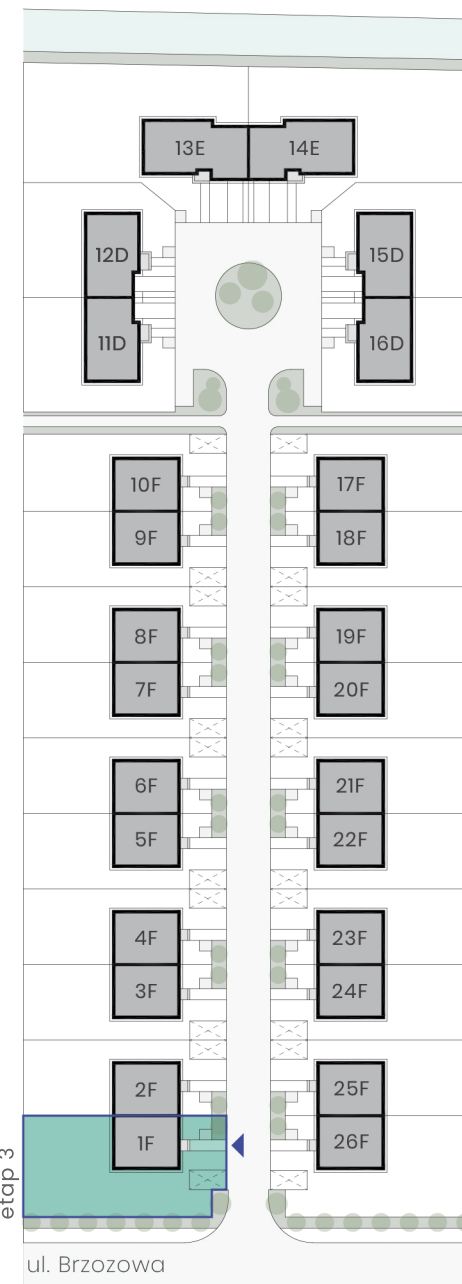 13E 14E
12D 15D
11D 16D
10F 17F
9F 18F
8F 19F
7F 20F
6F 21F
5F 22F
4F 23F
3F 24F
2F 25F
1F 26F
etap 3
ul. Brzozowa